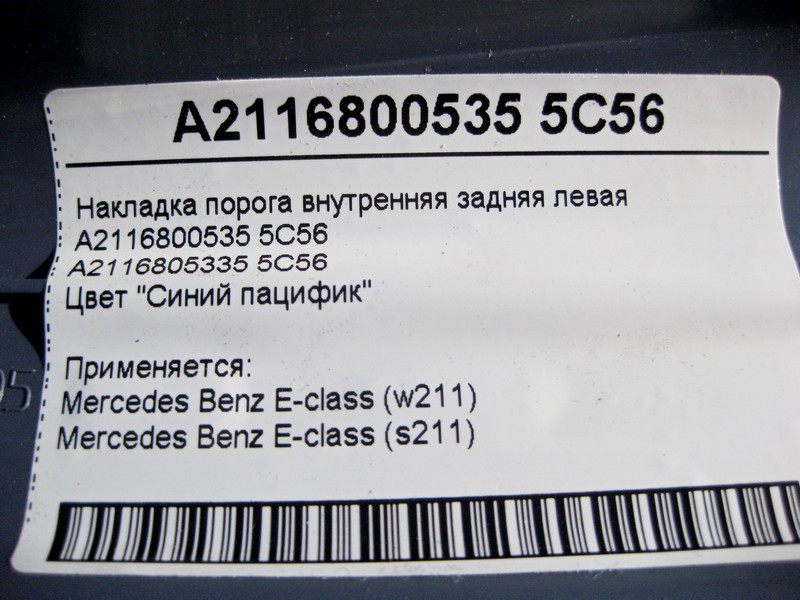 A2116800535 5C56
Накладка порога внутренняя задняя левая
A2116800535 5C56
A2116805335 5C56
Цвет "Синий пацифик"
Применяется:
Mercedes Benz E-class (w211)
Mercedes Benz E-class (s211)